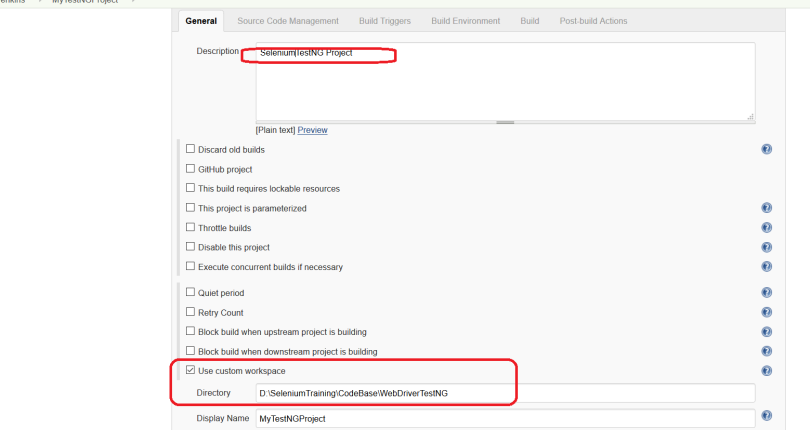 MyTestNGProject
General Source Code Management Build Triggers Build Environment Build Post-build Actions
Description SeleniumTestNG Project
[Plain text] Preview
Discard old builds
GitHub project
This build requires lockable resources
This project is parameterized
Throttle builds
Disable this project
Execute concurrent builds if necessary
Quiet period
Retry Count
Block build when upstream project is building
Block build when downstream project is building
Use custom workspace
Directory D:\SeleniumTraining\CodeBase\WebDriverTestNG
Display Name MyTestNGProject